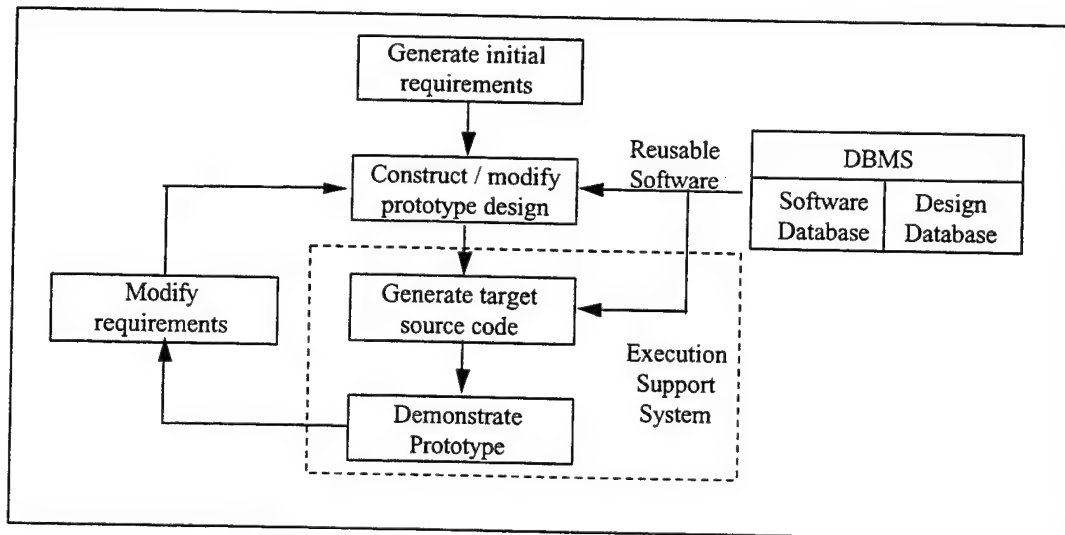 Generate initial
requirements
Construct / modify
prototype design
Reusable
Software
DBMS
Software
Database
Design
Database
Modify
requirements
Generate target
source code
Execution
Support
System
Demonstrate
Prototype